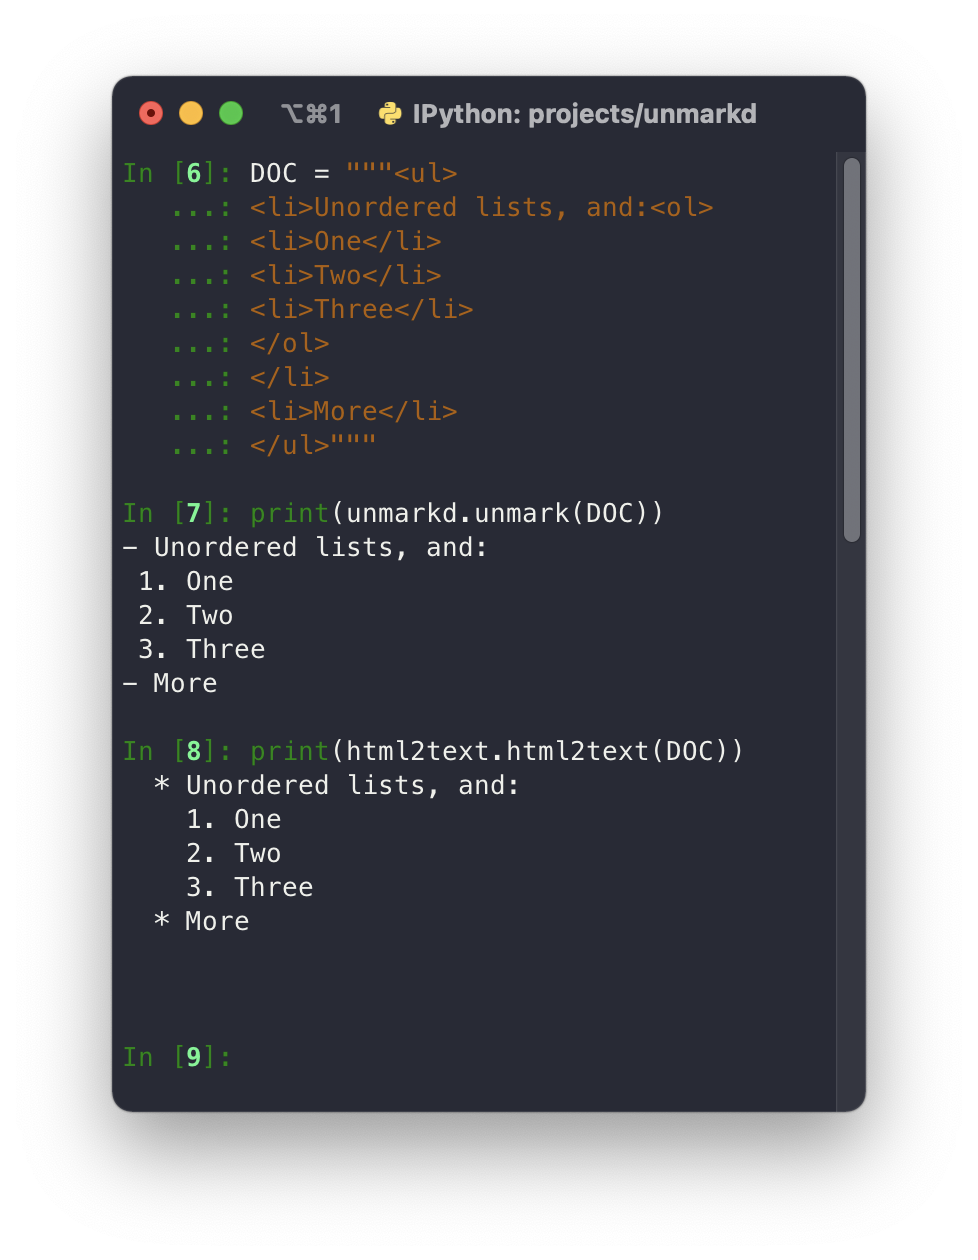 ⌥⌘1 IPython: projects/unmarkd
In [6]: DOC = """<ul>
   ...: <li>Unordered lists, and:<ol>
   ...: <li>One</li>
   ...: <li>Two</li>
   ...: <li>Three</li>
   ...: </ol>
   ...: </li>
   ...: <li>More</li>
   ...: </ul>"""
In [7]: print(unmarkd.unmark(DOC))
- Unordered lists, and:
 1. One
 2. Two
 3. Three
- More
In [8]: print(html2text.html2text(DOC))
  * Unordered lists, and:
    1. One
    2. Two
    3. Three
  * More
In [9]: